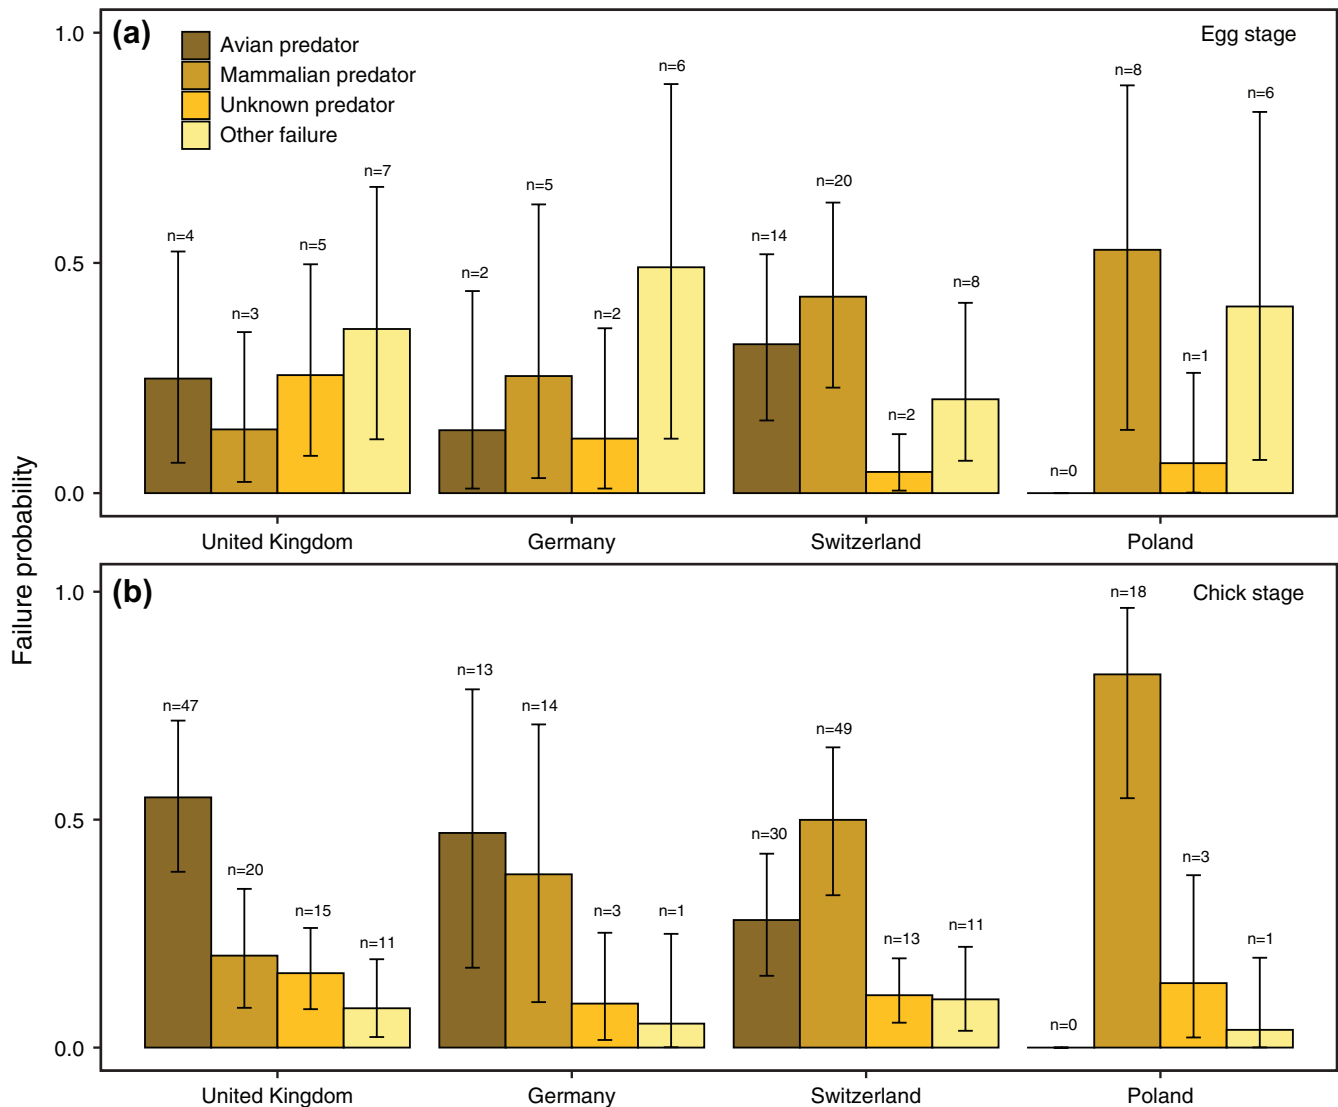 Failure probability
(a)
Egg stage
Avian predator
Mammalian predator
Unknown predator
Other failure
1.0
0.5
0.0
n=4
n=3
n=5
n=7
n=2
n=5
n=2
n=6
n=14
n=20
n=2
n=8
n=0
n=8
n=1
n=6
United Kingdom
Germany
Switzerland
Poland
(b)
Chick stage
1.0
0.5
0.0
n=47
n=20
n=15
n=11
n=13
n=14
n=3
n=1
n=30
n=49
n=13
n=11
n=0
n=18
n=3
n=1
United Kingdom
Germany
Switzerland
Poland